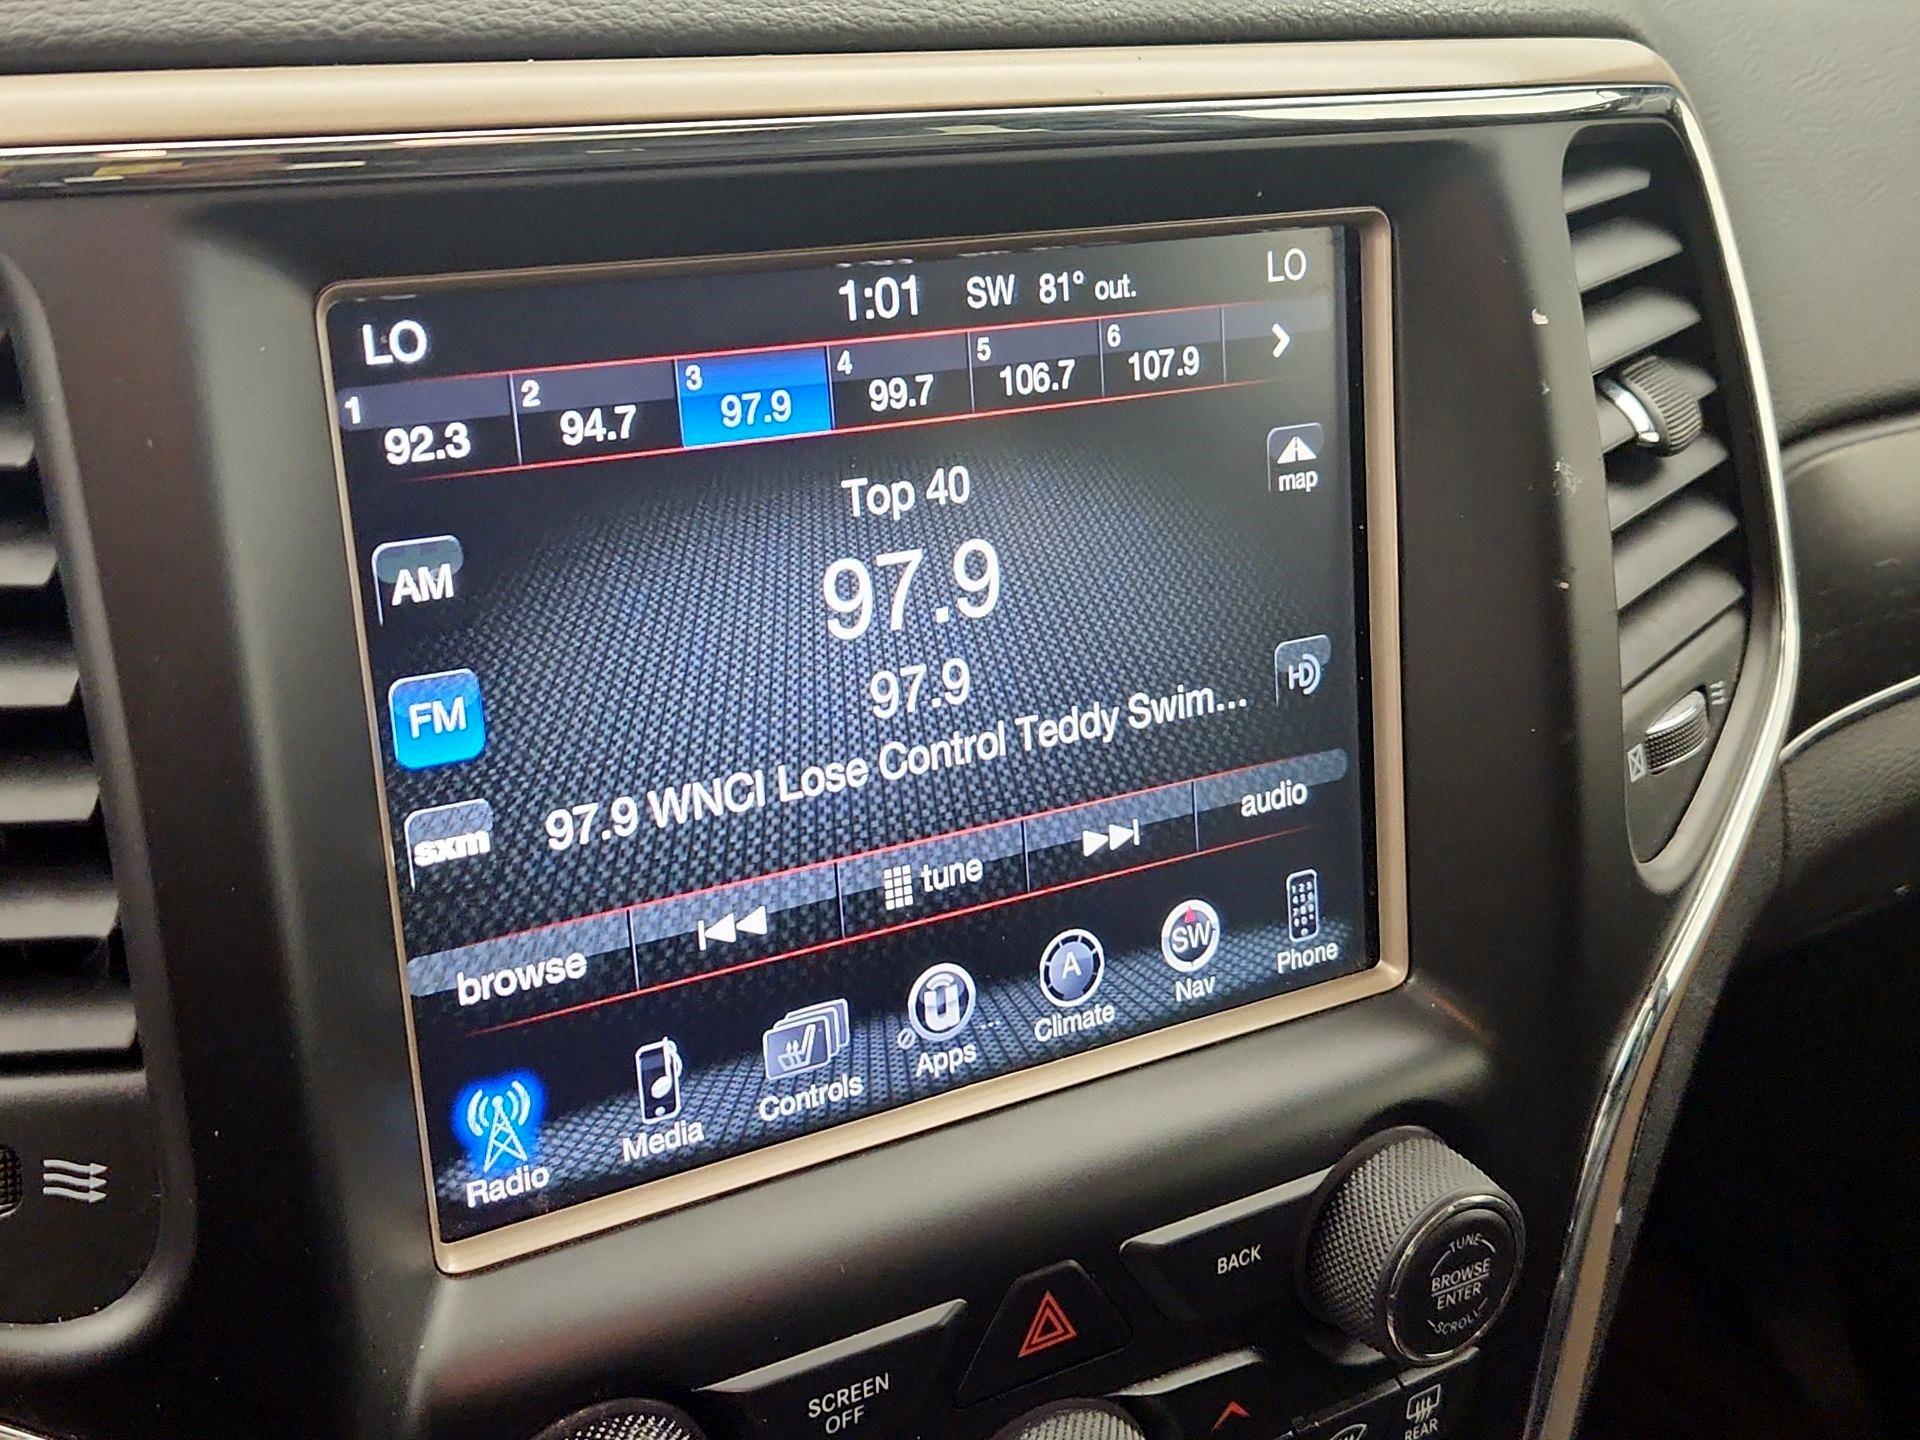 LO 1:01 SW 81° out. LO
1 92.3 2 94.7 3 97.9 4 99.7 5 106.7 6 107.9
Top 40
map
97.9
AM
97.9
HD
FM
97.9 WNCI Lose Control Teddy Swim...
sxm
browse tune audio
Radio Media Controls Apps Climate Nav Phone
A
SW
BACK
TUNE
BROWSE
ENTER
SCROLL
SCREEN
OFF
REAR